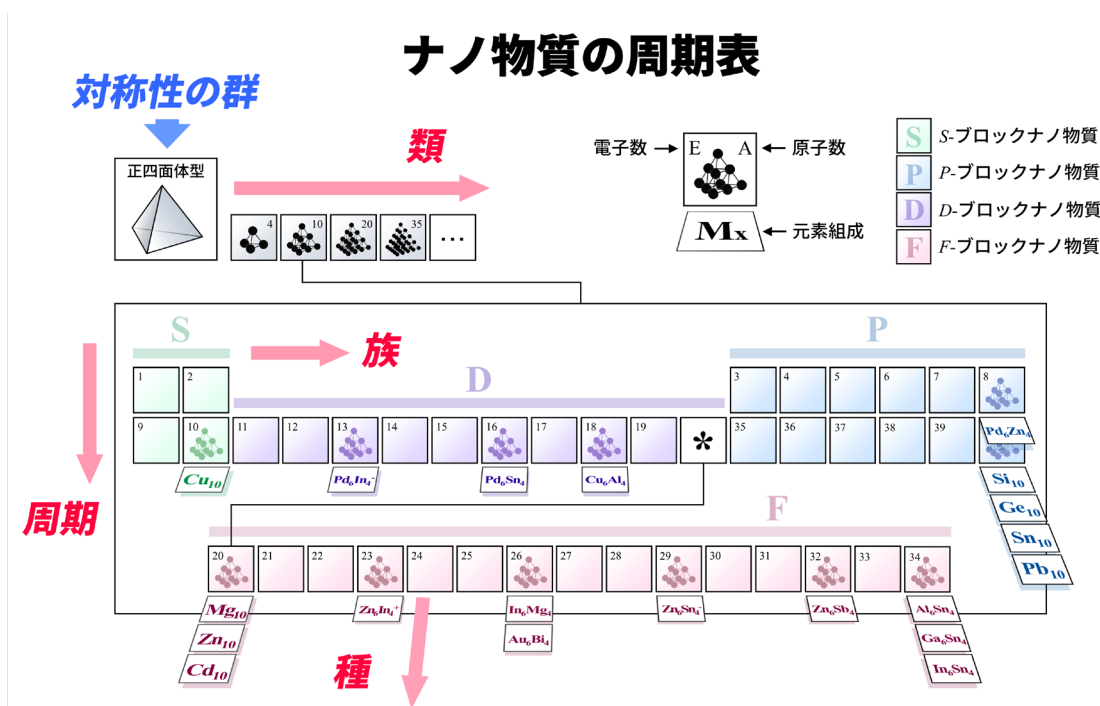 ナノ物質の周期表
対称性の群
正四面体型
類
4
10
20
35
…
電子数
E
A
原子数
Mx
元素組成
S
S-ブロックナノ物質
P
P-ブロックナノ物質
D
D-ブロックナノ物質
F
F-ブロックナノ物質
S
族
D
P
周期
1
2
3
4
5
6
7
8
Pd6Zn4
9
10
11
12
13
14
15
16
17
18
19
*
35
36
37
38
39
Cu10
Pd6In4-
Pd6Sn4
Cu6Al4
Si10
Ge10
Sn10
Pb10
F
20
21
22
23
24
25
26
27
28
29
30
31
32
33
34
Mg10
Zn10
Cd10
Zn6In4+
In6Mg4
Au6Bi4
Zn6Sn4-
Zn6Sb4
Al6Sn4
Ga6Sn4
In6Sn4
種